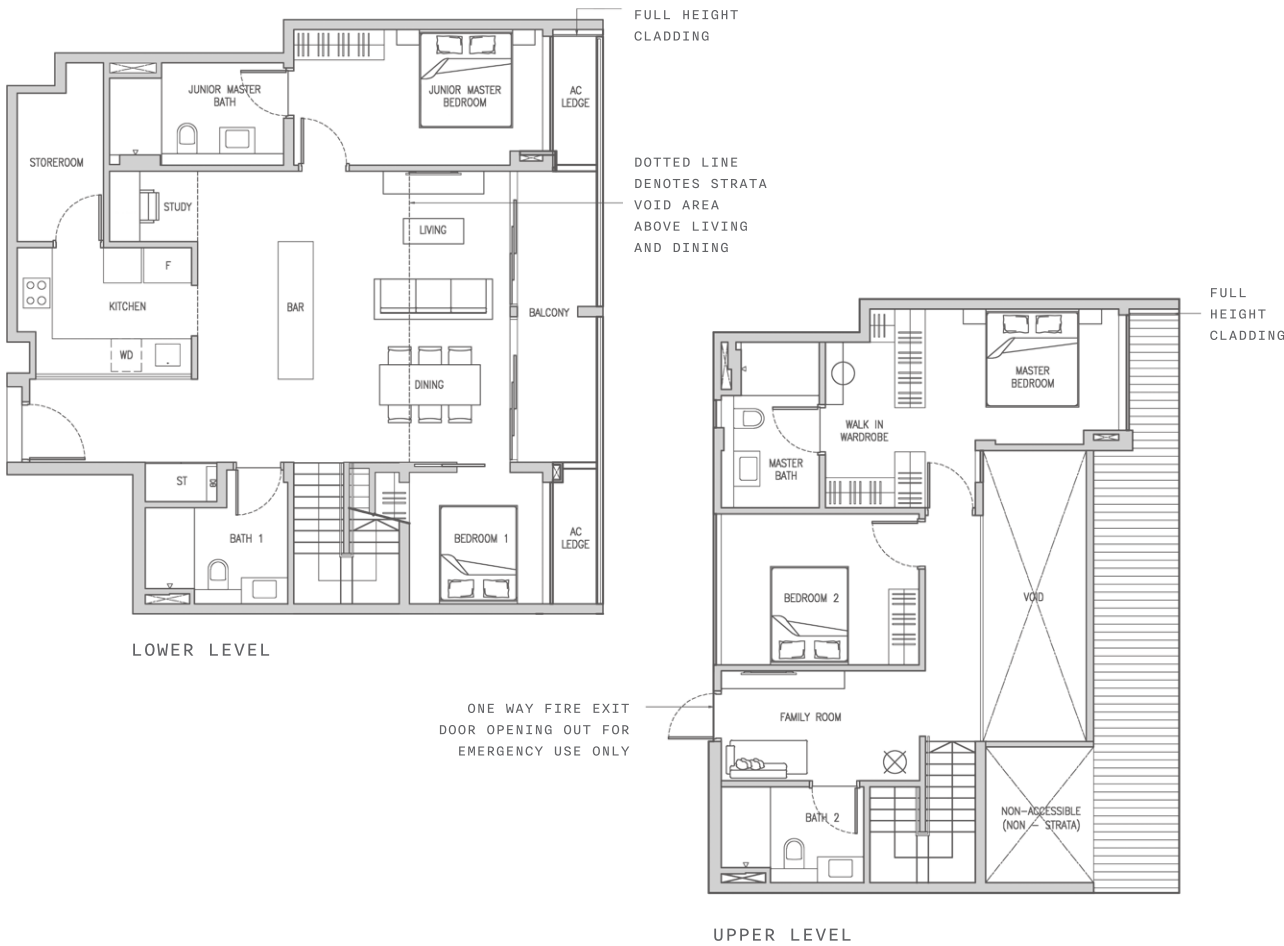 FULL HEIGHT
CLADDING
JUNIOR MASTER
BATH
JUNIOR MASTER
BEDROOM
AC
LEDGE
STOREROOM
DOTTED LINE
DENOTES STRATA
VOID AREA
ABOVE LIVING
AND DINING
STUDY
LIVING
F
KITCHEN
BAR
BALCONY
WD
DINING
ST
BATH 1
BEDROOM 1
AC
LEDGE
LOWER LEVEL
FULL
HEIGHT
CLADDING
MASTER
BEDROOM
WALK IN
WARDROBE
MASTER
BATH
BEDROOM 2
VOID
ONE WAY FIRE EXIT
DOOR OPENING OUT FOR
EMERGENCY USE ONLY
FAMILY ROOM
BATH 2
NON-ACCESSIBLE
(NON - STRATA)
UPPER LEVEL